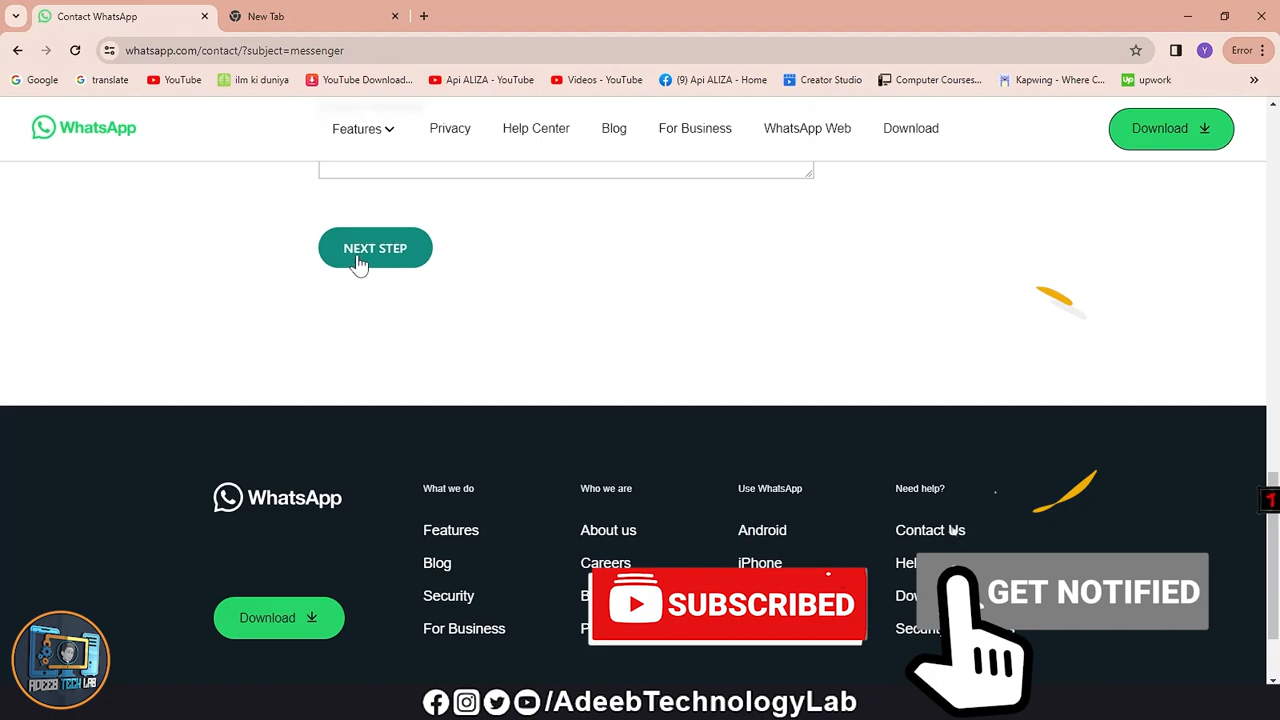 Contact WhatsApp
New Tab
whatsapp.com/contact/?subject=messenger
Y
Error
Google
translate
YouTube
ilm ki duniya
YouTube Download...
Api ALIZA - YouTube
Videos - YouTube
(9) Api ALIZA - Home
Creator Studio
Computer Courses...
Kapwing - Where C...
upwork
WhatsApp
Features
Privacy
Help Center
Blog
For Business
WhatsApp Web
Download
Download
NEXT STEP
WhatsApp
What we do
Who we are
Use WhatsApp
Need help?
Features
About us
Android
Contact Us
Blog
Careers
iPhone
Security
For Business
Download
SUBSCRIBED
GET NOTIFIED
ADEEB TECH LAB
/AdeebTechnologyLab